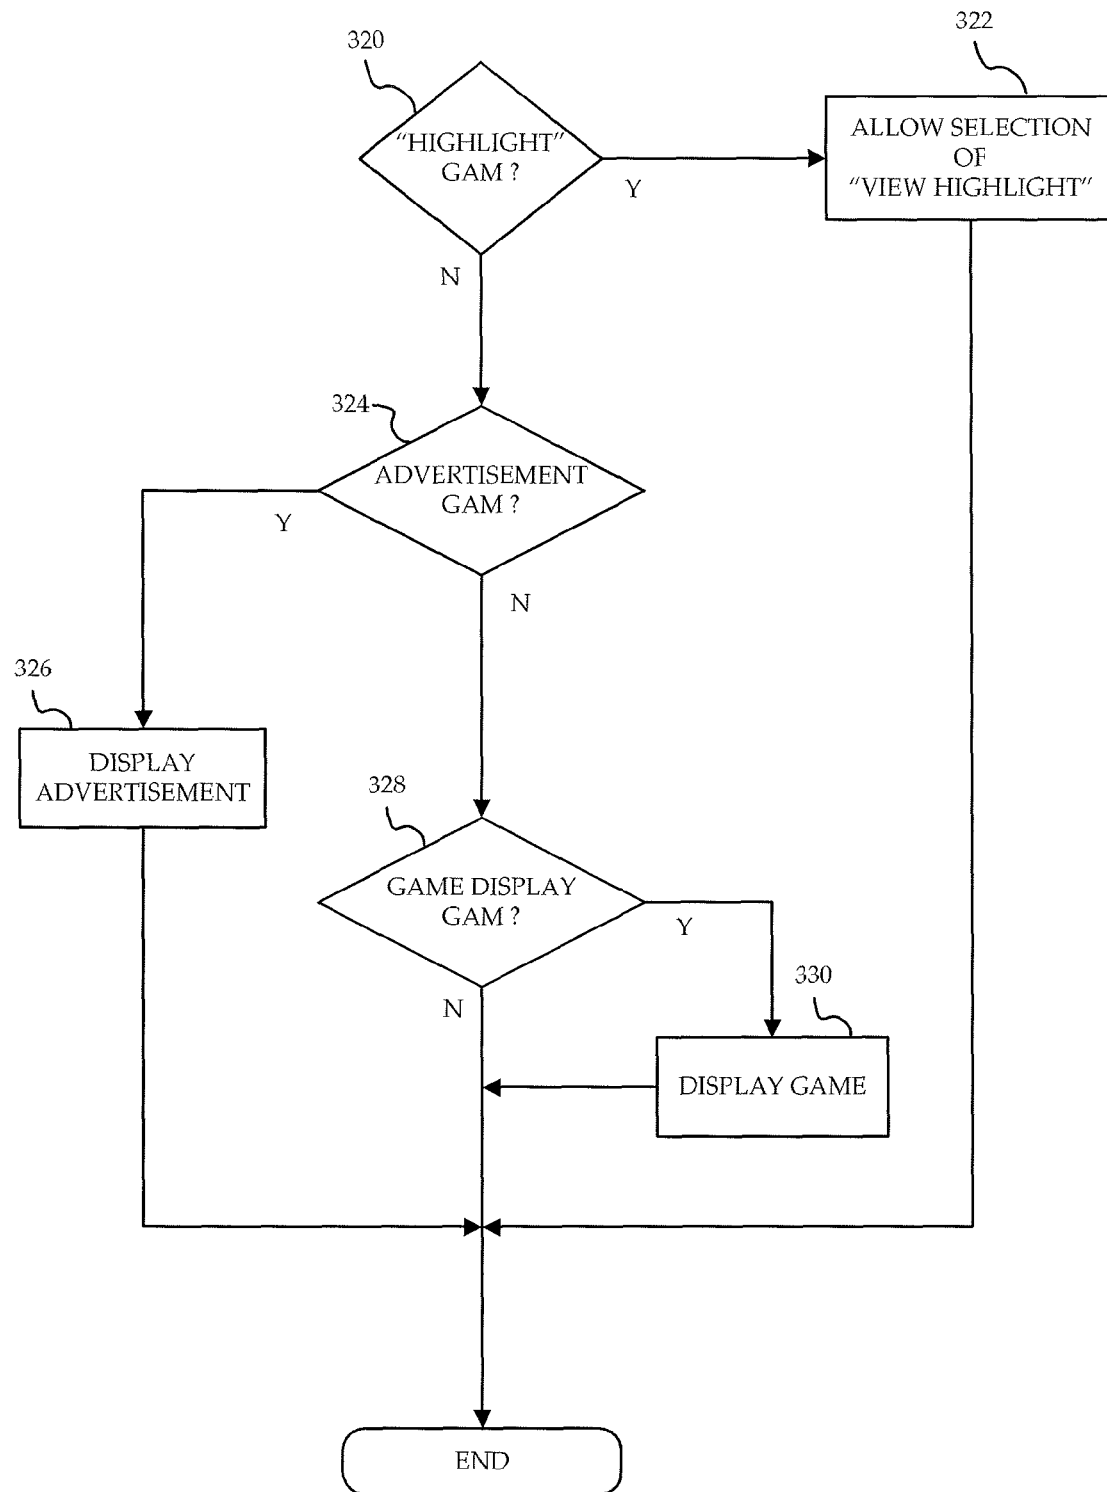 320
322
"HIGHLIGHT"
GAM ?
ALLOW SELECTION
OF
"VIEW HIGHLIGHT"
Y
N
324
ADVERTISEMENT
GAM ?
Y
N
326
DISPLAY
ADVERTISEMENT
328
GAME DISPLAY
GAM ?
Y
N
330
DISPLAY GAME
END